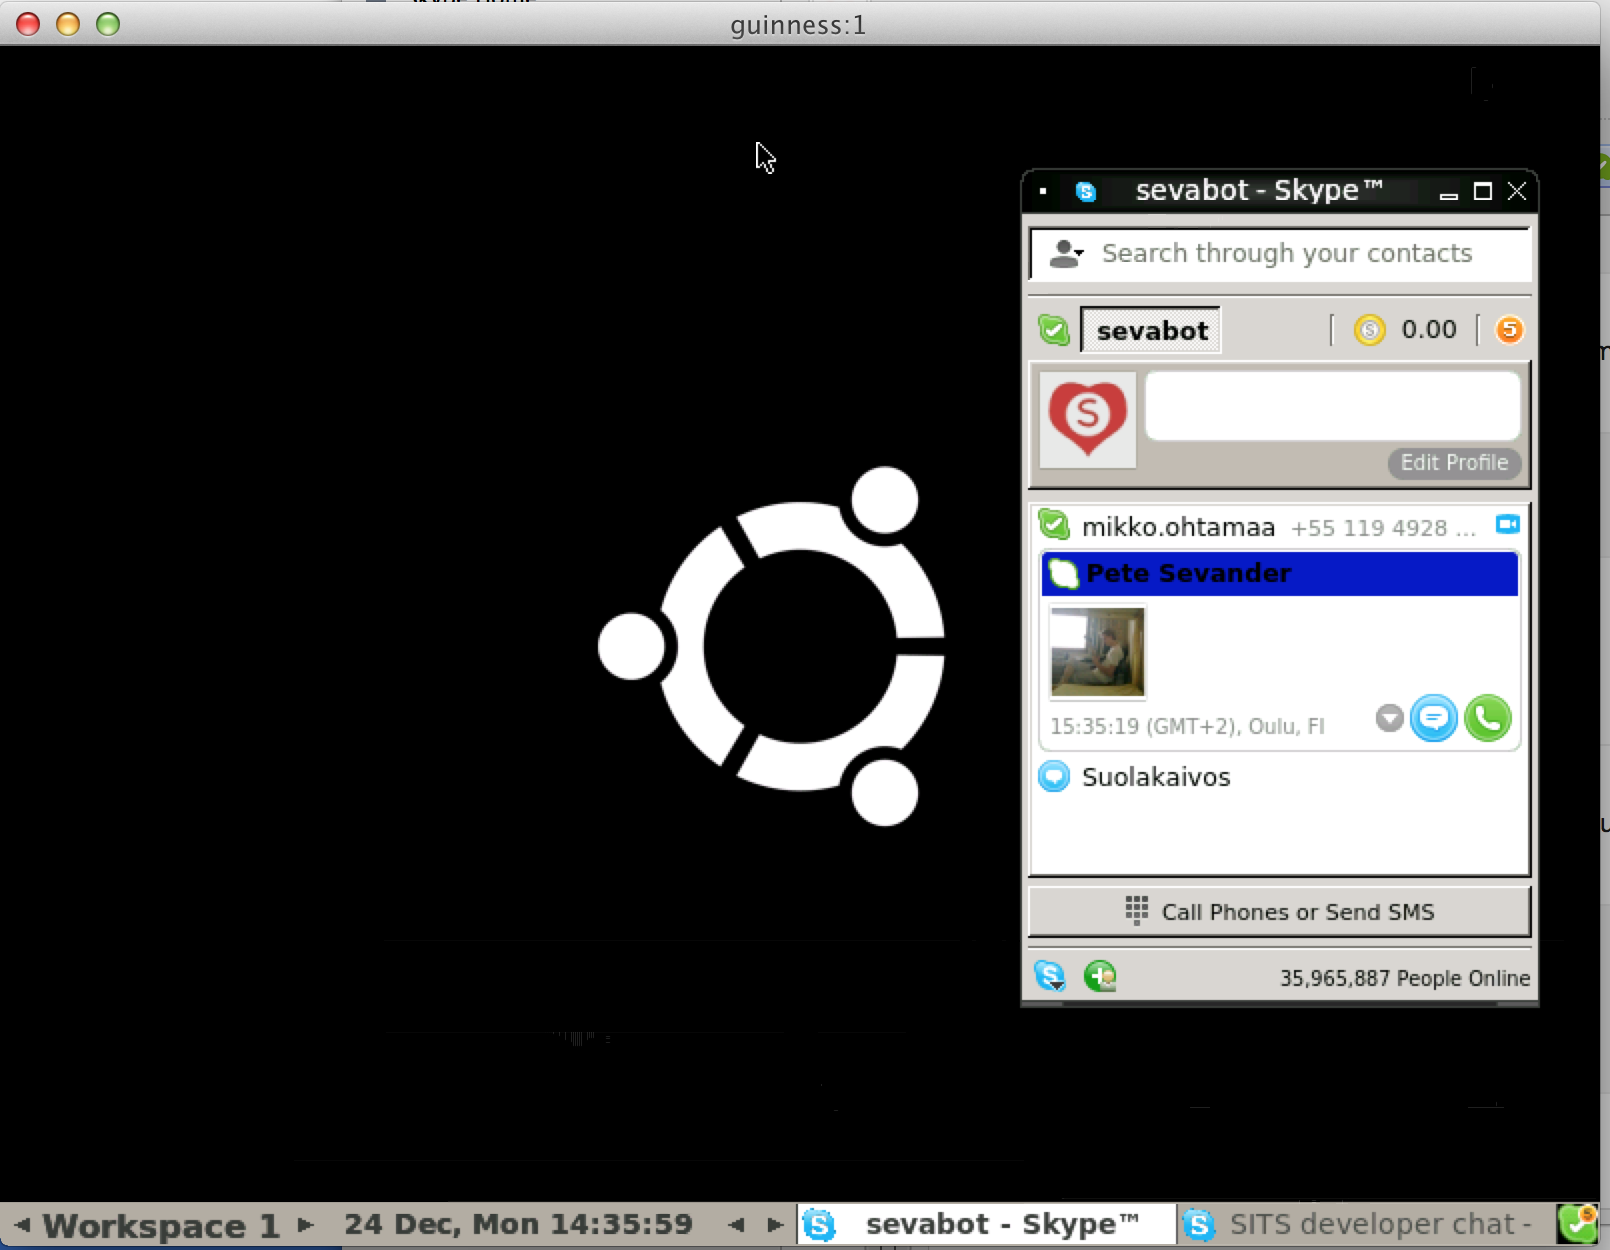 guinness:1
sevabot - Skype™
Search through your contacts
sevabot
0.00
5
S
Edit Profile
mikko.ohtamaa +55 119 4928 ...
Pete Sevander
15:35:19 (GMT+2), Oulu, FI
Suolakaivos
Call Phones or Send SMS
35,965,887 People Online
Workspace 1 24 Dec, Mon 14:35:59 sevabot - Skype™ SITS developer chat -